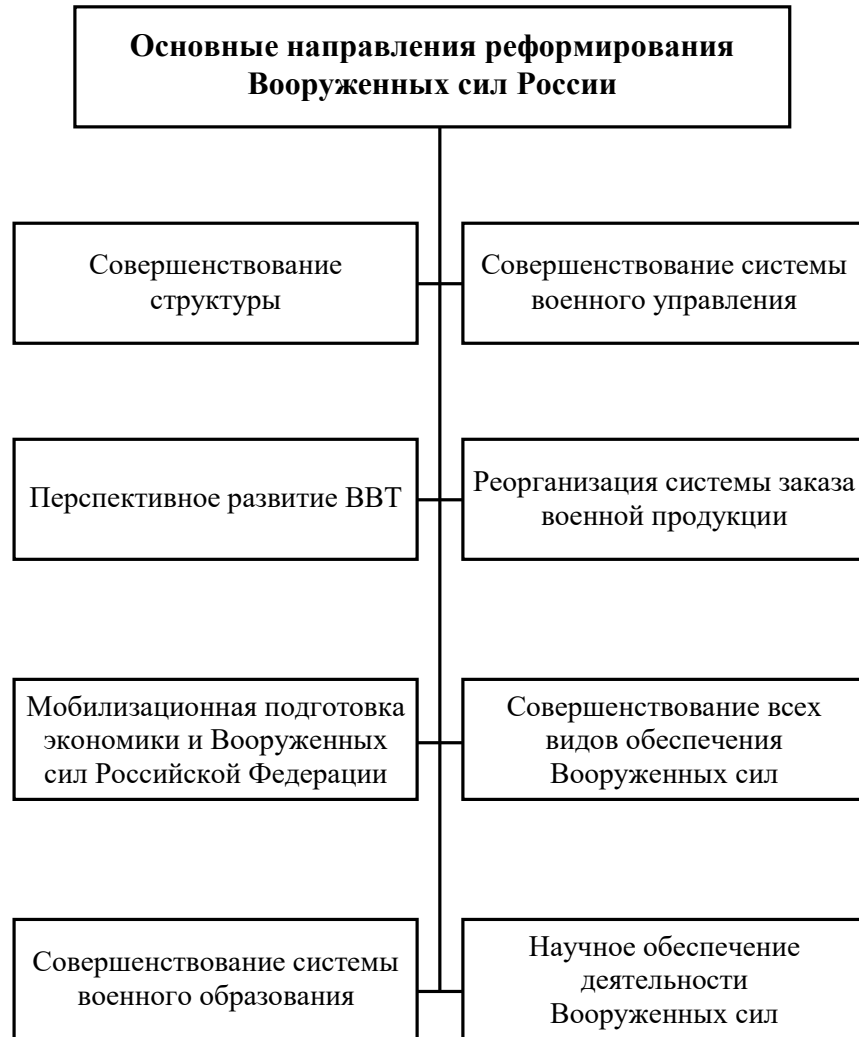 Основные направления реформирования
Вооруженных сил России
Совершенствование
структуры
Совершенствование системы
военного управления
Перспективное развитие ВВТ
Реорганизация системы заказа
военной продукции
Мобилизационная подготовка
экономики и Вооруженных
сил Российской Федерации
Совершенствование всех
видов обеспечения
Вооруженных сил
Совершенствование системы
военного образования
Научное обеспечение
деятельности
Вооруженных сил